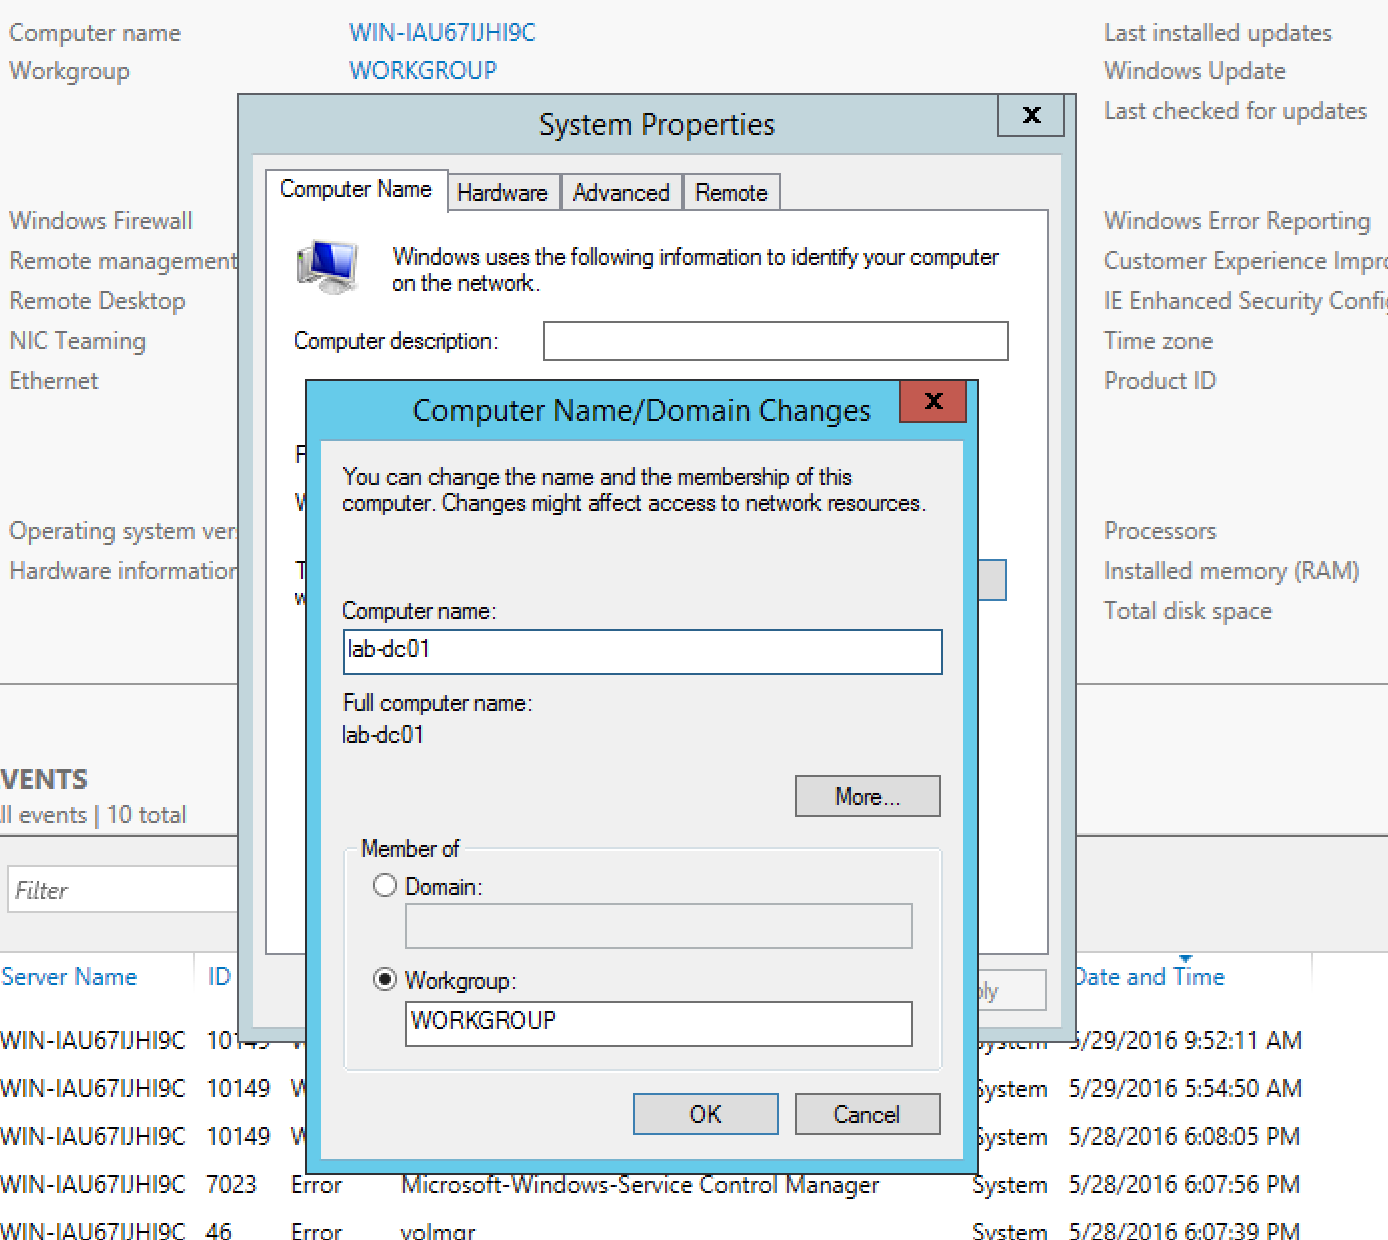 Computer name WIN-IAU67IJHI9C Last installed updates
Workgroup WORKGROUP Windows Update
Last checked for updates
System Properties x
Computer Name Hardware Advanced Remote
Windows Firewall Windows Error Reporting
Windows uses the following information to identify your computer
on the network.
Remote management Customer Experience Impro
Remote Desktop IE Enhanced Security Config
NIC Teaming Computer description: Time zone
Ethernet Product ID
Computer Name/Domain Changes x
You can change the name and the membership of this
computer. Changes might affect access to network resources.
Operating system ver Processors
Hardware information Installed memory (RAM)
Computer name: Total disk space
lab-dc01
Full computer name:
lab-dc01
VENTS
ll events | 10 total
More...
Member of
Filter
Domain:
Server Name ID Workgroup: Date and Time
ply
WORKGROUP
WIN-IAU67IJHI9C 10149 W System 5/29/2016 9:52:11 AM
WIN-IAU67IJHI9C 10149 W System 5/29/2016 5:54:50 AM
OK Cancel
WIN-IAU67IJHI9C 10149 W System 5/28/2016 6:08:05 PM
WIN-IAU67IJHI9C 7023 Error Microsoft-Windows-Service Control Manager System 5/28/2016 6:07:56 PM
WIN-IAU67IJHI9C 46 Error volmgr System 5/28/2016 6:07:39 PM